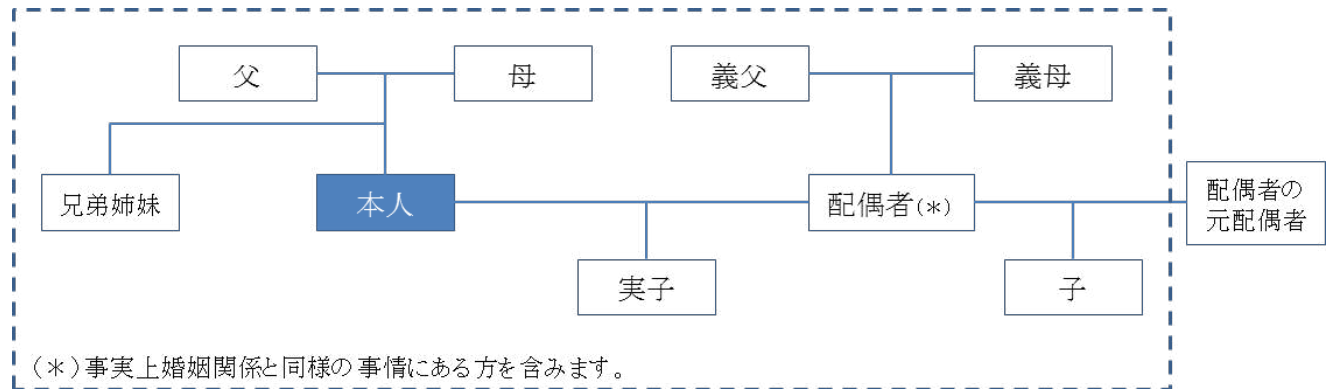 父
母
義父
義母
兄弟姉妹
本人
配偶者(＊)
配偶者の
元配偶者
実子
子
(＊)事実上婚姻関係と同様の事情にある方を含みます。